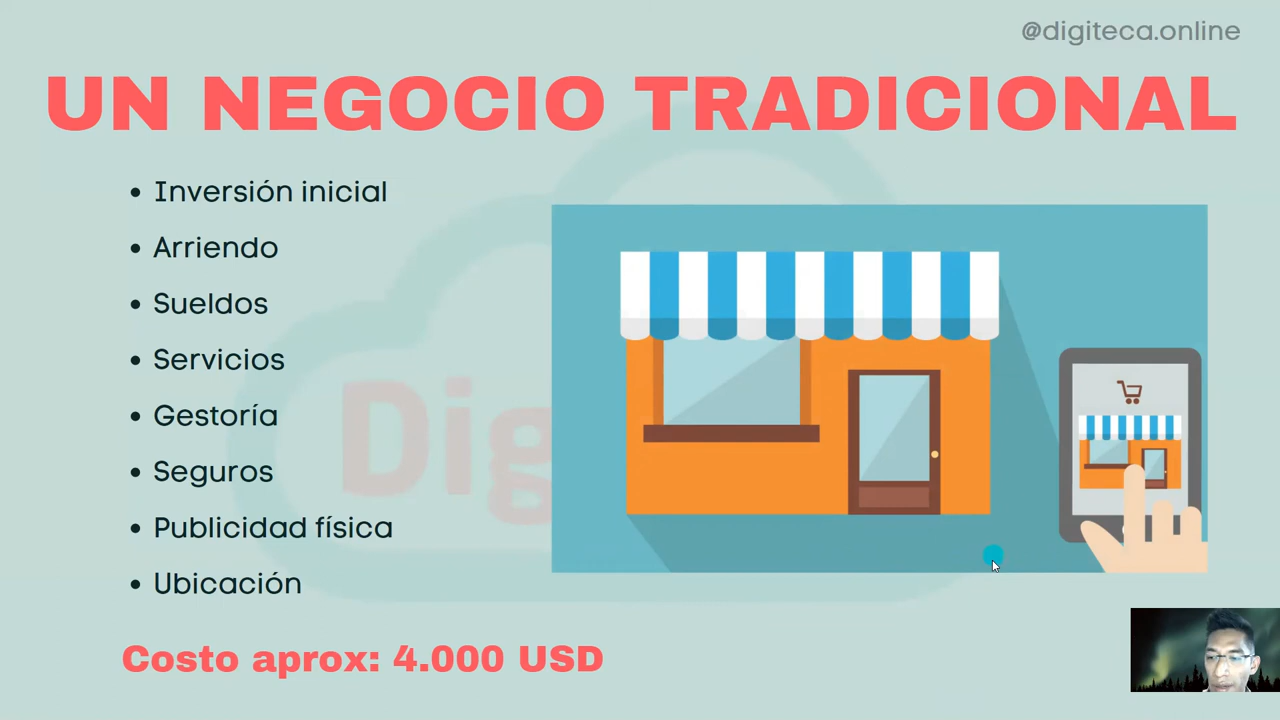 @digiteca.online
UN NEGOCIO TRADICIONAL
• Inversión inicial
• Arriendo
• Sueldos
• Servicios
• Gestoría
• Seguros
• Publicidad física
• Ubicación
Dig
Costo aprox: 4.000 USD